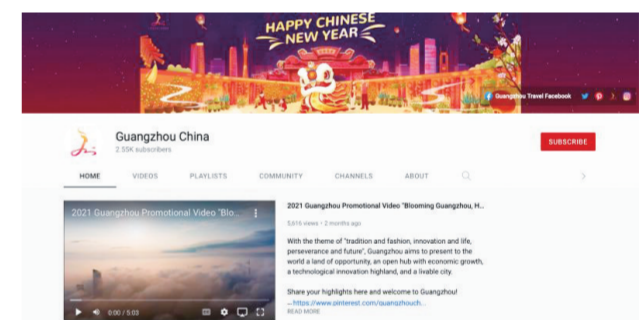 HAPPY CHINESE
NEW YEAR
Guangzhou Travel Facebook
Guangzhou China
2.55K subscribers
SUBSCRIBE
HOME VIDEOS PLAYLISTS COMMUNITY CHANNELS ABOUT
2021 Guangzhou Promotional Video "Bloo...
0:00 / 5:03
2021 Guangzhou Promotional Video "Blooming Guangzhou, H...
5,616 views • 2 months ago
With the theme of "tradition and fashion, innovation and life,
perseverance and future", Guangzhou aims to present to the
world a land of opportunity, an open hub with economic growth,
a technological innovation highland, and a livable city.
Share your highlights here and welcome to Guangzhou!
—https://www.pinterest.com/guangzhouch...
READ MORE